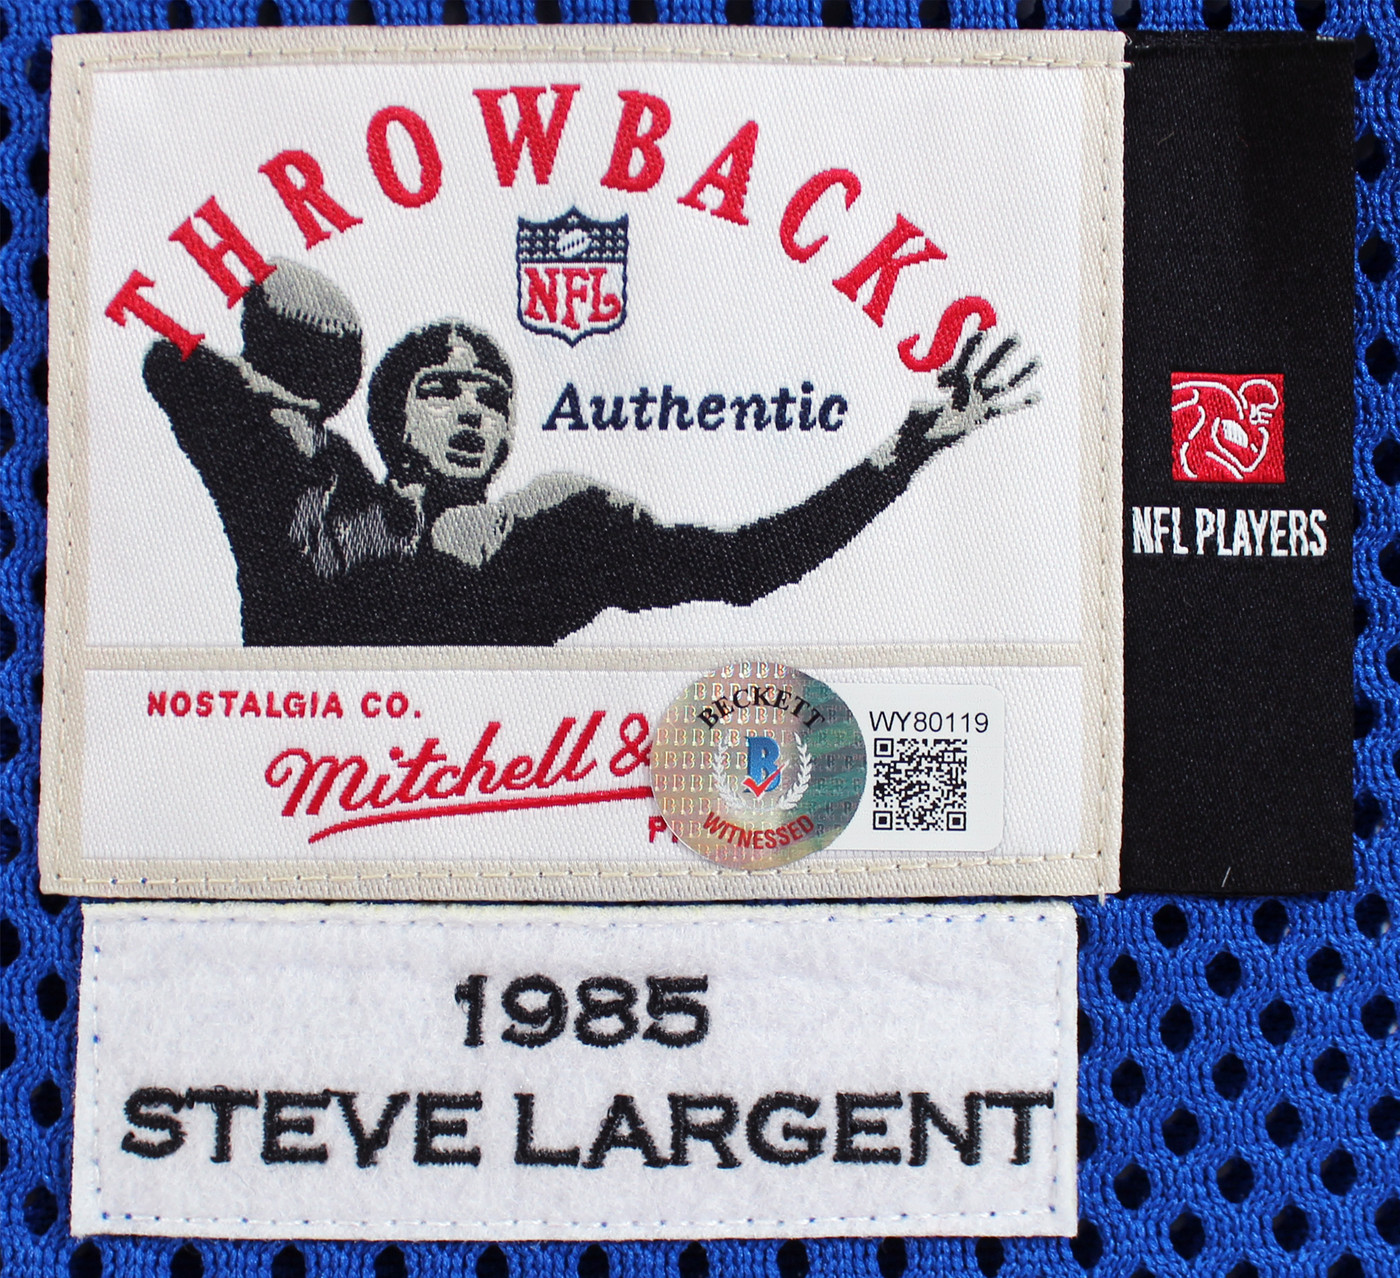 THROWBACKS
NFL
Authentic
NFL PLAYERS
NOSTALGIA CO.
Mitchell &
BECKETT
B
WITNESSED
WY80119
1985
STEVE LARGENT